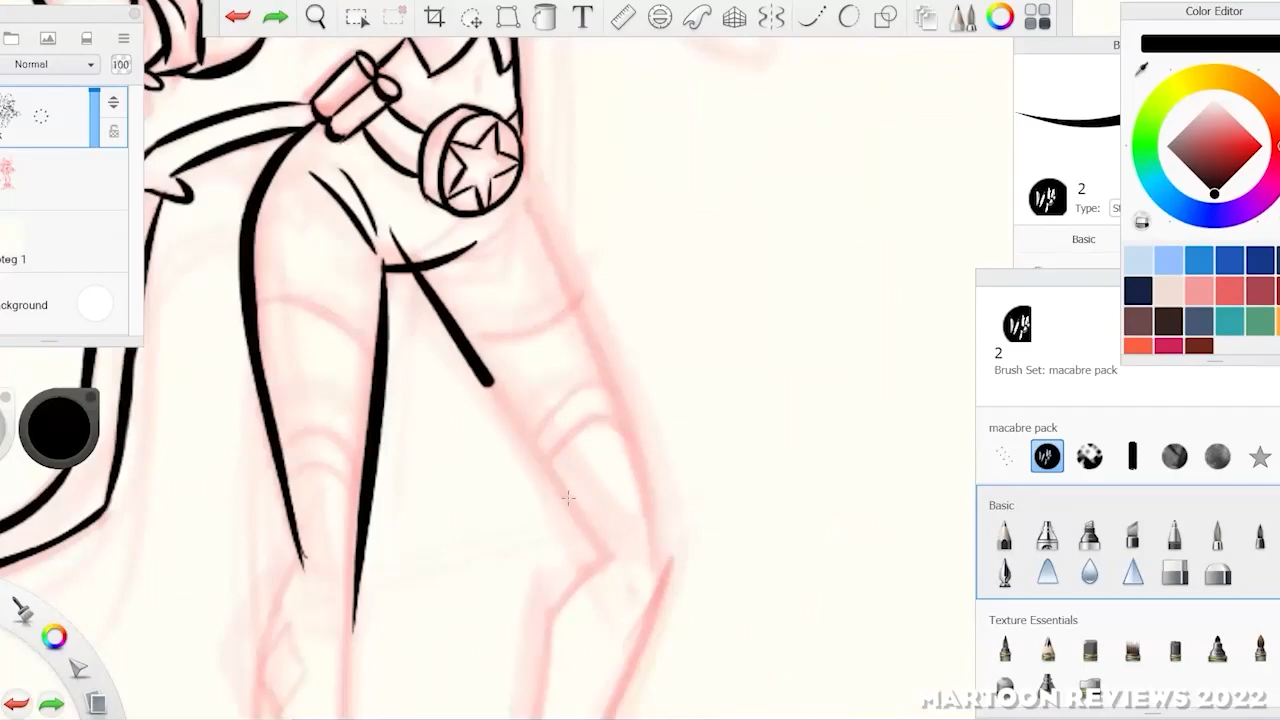 Color Editor
B
Normal
100
2
Type: St
Basic
teg 1
ckground
2
Brush Set: macabre pack
macabre pack
Basic
Texture Essentials
MARTOON REVIEWS 2022